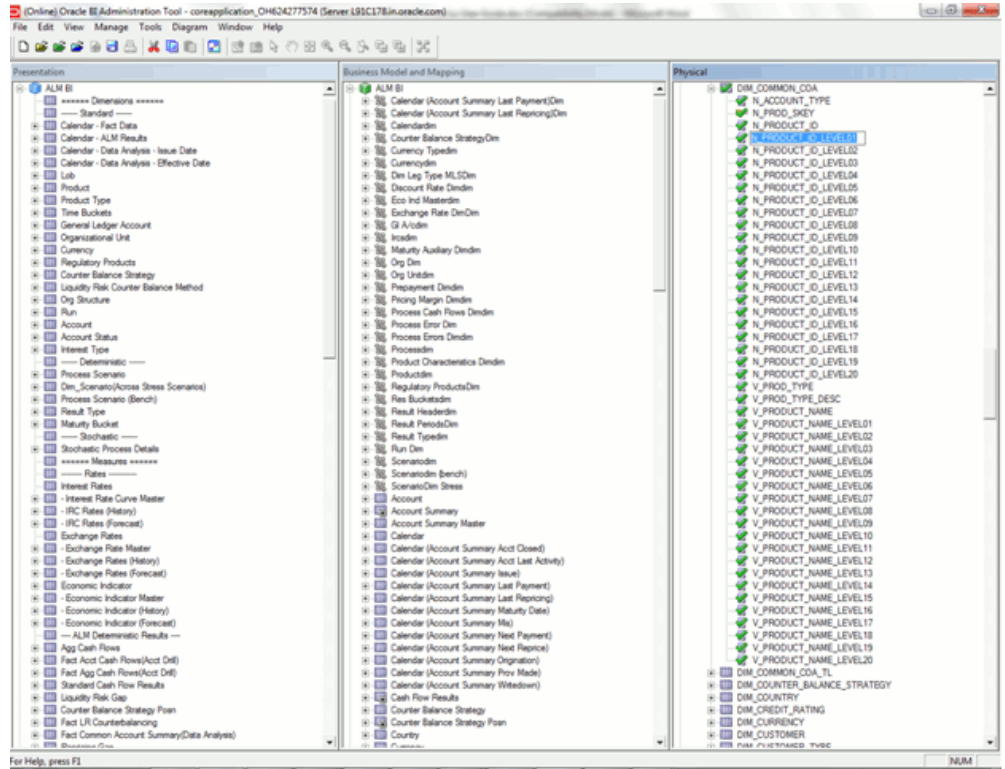 (Online) Oracle BI Administration Tool - coreapplication_OH624277574 (Server L91C178.in.oracle.com)
File Edit View Manage Tools Diagram Window Help
Presentation
ALM BI
====== Dimensions ======
----- Standard -----
Calendar - Fact Data
Calendar - ALM Results
Calendar - Data Analysis - Issue Date
Calendar - Data Analysis - Effective Date
Lob
Product
Product Type
Time Buckets
General Ledger Account
Organizational Unit
Currency
Regulatory Products
Counter Balance Strategy
Liquidity Risk Counter Balance Method
Org Structure
Run
Account
Account Status
Interest Type
----- Deterministic -----
Process Scenario
Dim_Scenario(Across Stress Scenarios)
Process Scenario (Bench)
Result Type
Maturity Bucket
----- Stochastic -----
Stochastic Process Details
====== Measures ======
------ Rates ---------
Interest Rates
- Interest Rate Curve Master
- IRC Rates (History)
- IRC Rates (Forecast)
Exchange Rates
- Exchange Rate Master
- Exchange Rates (History)
- Exchange Rates (Forecast)
Economic Indicator
- Economic Indicator Master
- Economic Indicator (History)
- Economic Indicator (Forecast)
--- ALM Deterministic Results ---
Agg Cash Flows
Fact Acct Cash Flows(Acct Drill)
Fact Agg Cash Flows(Acct Drill)
Standard Cash Flow Results
Liquidity Risk Gap
Counter Balance Strategy Posn
Fact LR Counterbalancing
Fact Common Account Summary(Data Analysis)
Business Model and Mapping
ALM BI
Calendar (Account Summary Last Payment)Dim
Calendar (Account Summary Last Repricing)Dim
Calendardim
Counter Balance StrategyDim
Currency Typedim
Currencydim
Dim Leg Type MLSDim
Discount Rate Dimdim
Eco Ind Masterdim
Exchange Rate DimDim
Gl A/cdim
Ircsdim
Maturity Auxiliary Dimdim
Org Dim
Org Unitdim
Prepayment Dimdim
Pricing Margin Dimdim
Process Cash Flows Dimdim
Process Error Dim
Process Errors Dimdim
Processdim
Product Characteristics Dimdim
Productdim
Regulatory ProductsDim
Res Bucketsdim
Result Headerdim
Result PeriodsDim
Result Typedim
Run Dim
Scenariodim
Scenariodim (bench)
ScenarioDim Stress
Account
Account Summary
Account Summary Master
Calendar
Calendar (Account Summary Acct Closed)
Calendar (Account Summary Acct Last Activity)
Calendar (Account Summary Issue)
Calendar (Account Summary Last Payment)
Calendar (Account Summary Last Repricing)
Calendar (Account Summary Maturity Date)
Calendar (Account Summary Mis)
Calendar (Account Summary Next Payment)
Calendar (Account Summary Next Reprice)
Calendar (Account Summary Orignation)
Calendar (Account Summary Prov Made)
Calendar (Account Summary Writedown)
Cash Flow Results
Counter Balance Strategy
Counter Balance Strategy Posn
Country
Physical
DIM_COMMON_COA
N_ACCOUNT_TYPE
N_PROD_SKEY
N_PRODUCT_ID
N_PRODUCT_ID_LEVEL01
N_PRODUCT_ID_LEVEL02
N_PRODUCT_ID_LEVEL03
N_PRODUCT_ID_LEVEL04
N_PRODUCT_ID_LEVEL05
N_PRODUCT_ID_LEVEL06
N_PRODUCT_ID_LEVEL07
N_PRODUCT_ID_LEVEL08
N_PRODUCT_ID_LEVEL09
N_PRODUCT_ID_LEVEL10
N_PRODUCT_ID_LEVEL11
N_PRODUCT_ID_LEVEL12
N_PRODUCT_ID_LEVEL13
N_PRODUCT_ID_LEVEL14
N_PRODUCT_ID_LEVEL15
N_PRODUCT_ID_LEVEL16
N_PRODUCT_ID_LEVEL17
N_PRODUCT_ID_LEVEL18
N_PRODUCT_ID_LEVEL19
N_PRODUCT_ID_LEVEL20
V_PROD_TYPE
V_PROD_TYPE_DESC
V_PRODUCT_NAME
V_PRODUCT_NAME_LEVEL01
V_PRODUCT_NAME_LEVEL02
V_PRODUCT_NAME_LEVEL03
V_PRODUCT_NAME_LEVEL04
V_PRODUCT_NAME_LEVEL05
V_PRODUCT_NAME_LEVEL06
V_PRODUCT_NAME_LEVEL07
V_PRODUCT_NAME_LEVEL08
V_PRODUCT_NAME_LEVEL09
V_PRODUCT_NAME_LEVEL10
V_PRODUCT_NAME_LEVEL11
V_PRODUCT_NAME_LEVEL12
V_PRODUCT_NAME_LEVEL13
V_PRODUCT_NAME_LEVEL14
V_PRODUCT_NAME_LEVEL15
V_PRODUCT_NAME_LEVEL16
V_PRODUCT_NAME_LEVEL17
V_PRODUCT_NAME_LEVEL18
V_PRODUCT_NAME_LEVEL19
V_PRODUCT_NAME_LEVEL20
DIM_COMMON_COA_TL
DIM_COUNTER_BALANCE_STRATEGY
DIM_COUNTRY
DIM_CREDIT_RATING
DIM_CURRENCY
DIM_CUSTOMER
DIM_CUSTOMER_TYPE
For Help, press F1
NUM